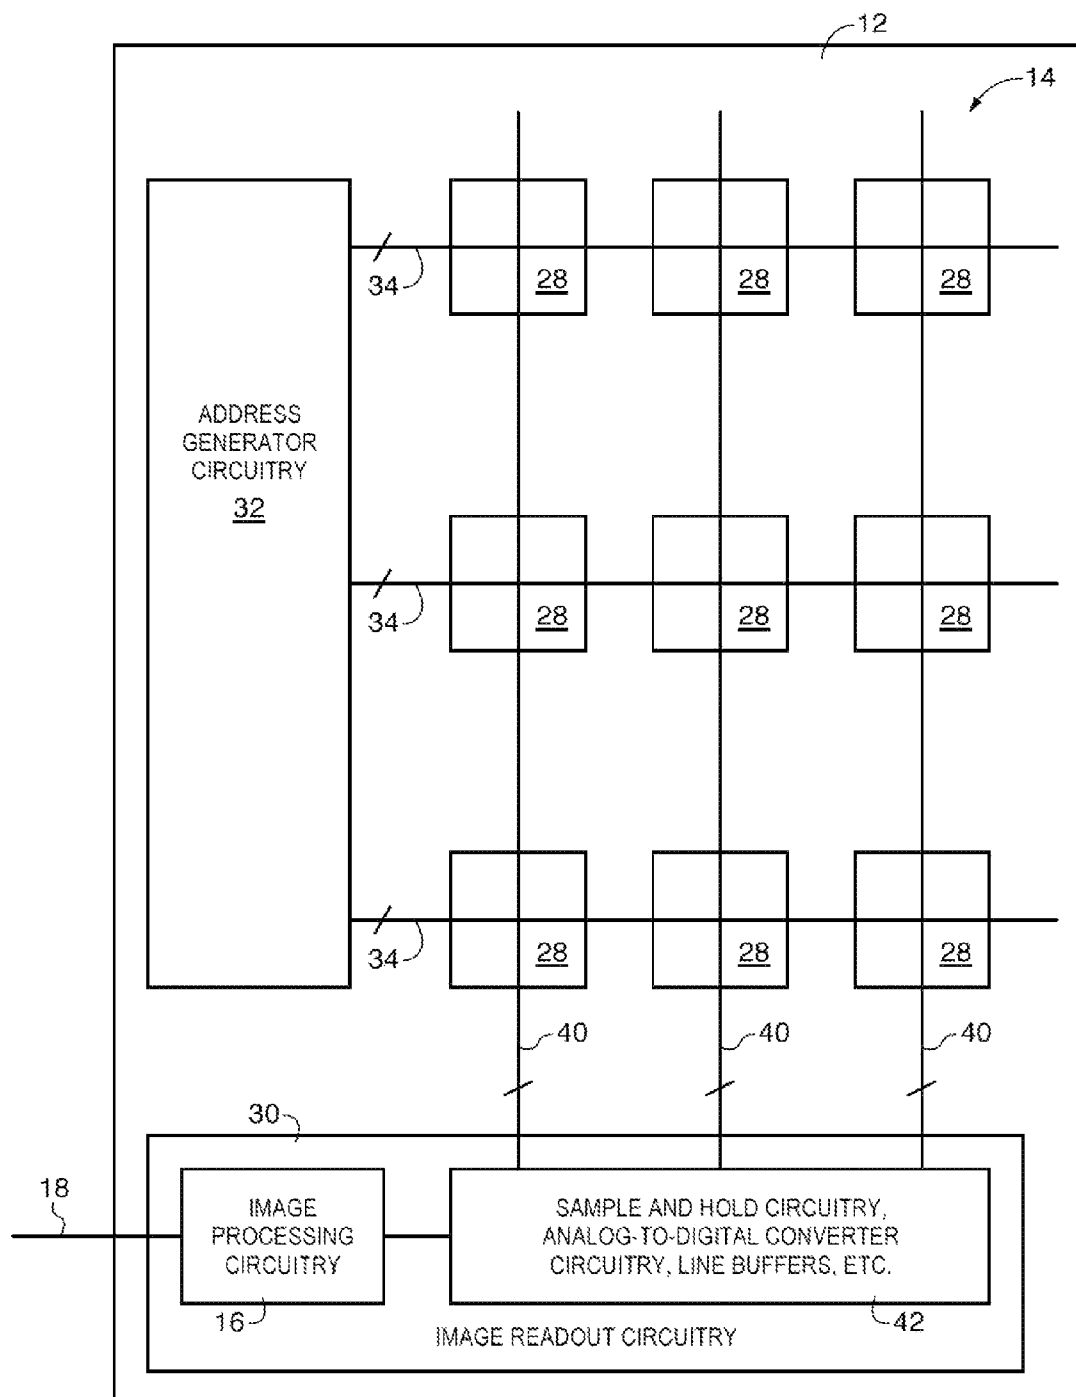 12
14
34
28
28
28
ADDRESS
GENERATOR
CIRCUITRY
32
34
28
28
28
34
28
28
28
40
40
40
30
18
IMAGE
PROCESSING
CIRCUITRY
SAMPLE AND HOLD CIRCUITRY,
ANALOG-TO-DIGITAL CONVERTER
CIRCUITRY, LINE BUFFERS, ETC.
16
42
IMAGE READOUT CIRCUITRY